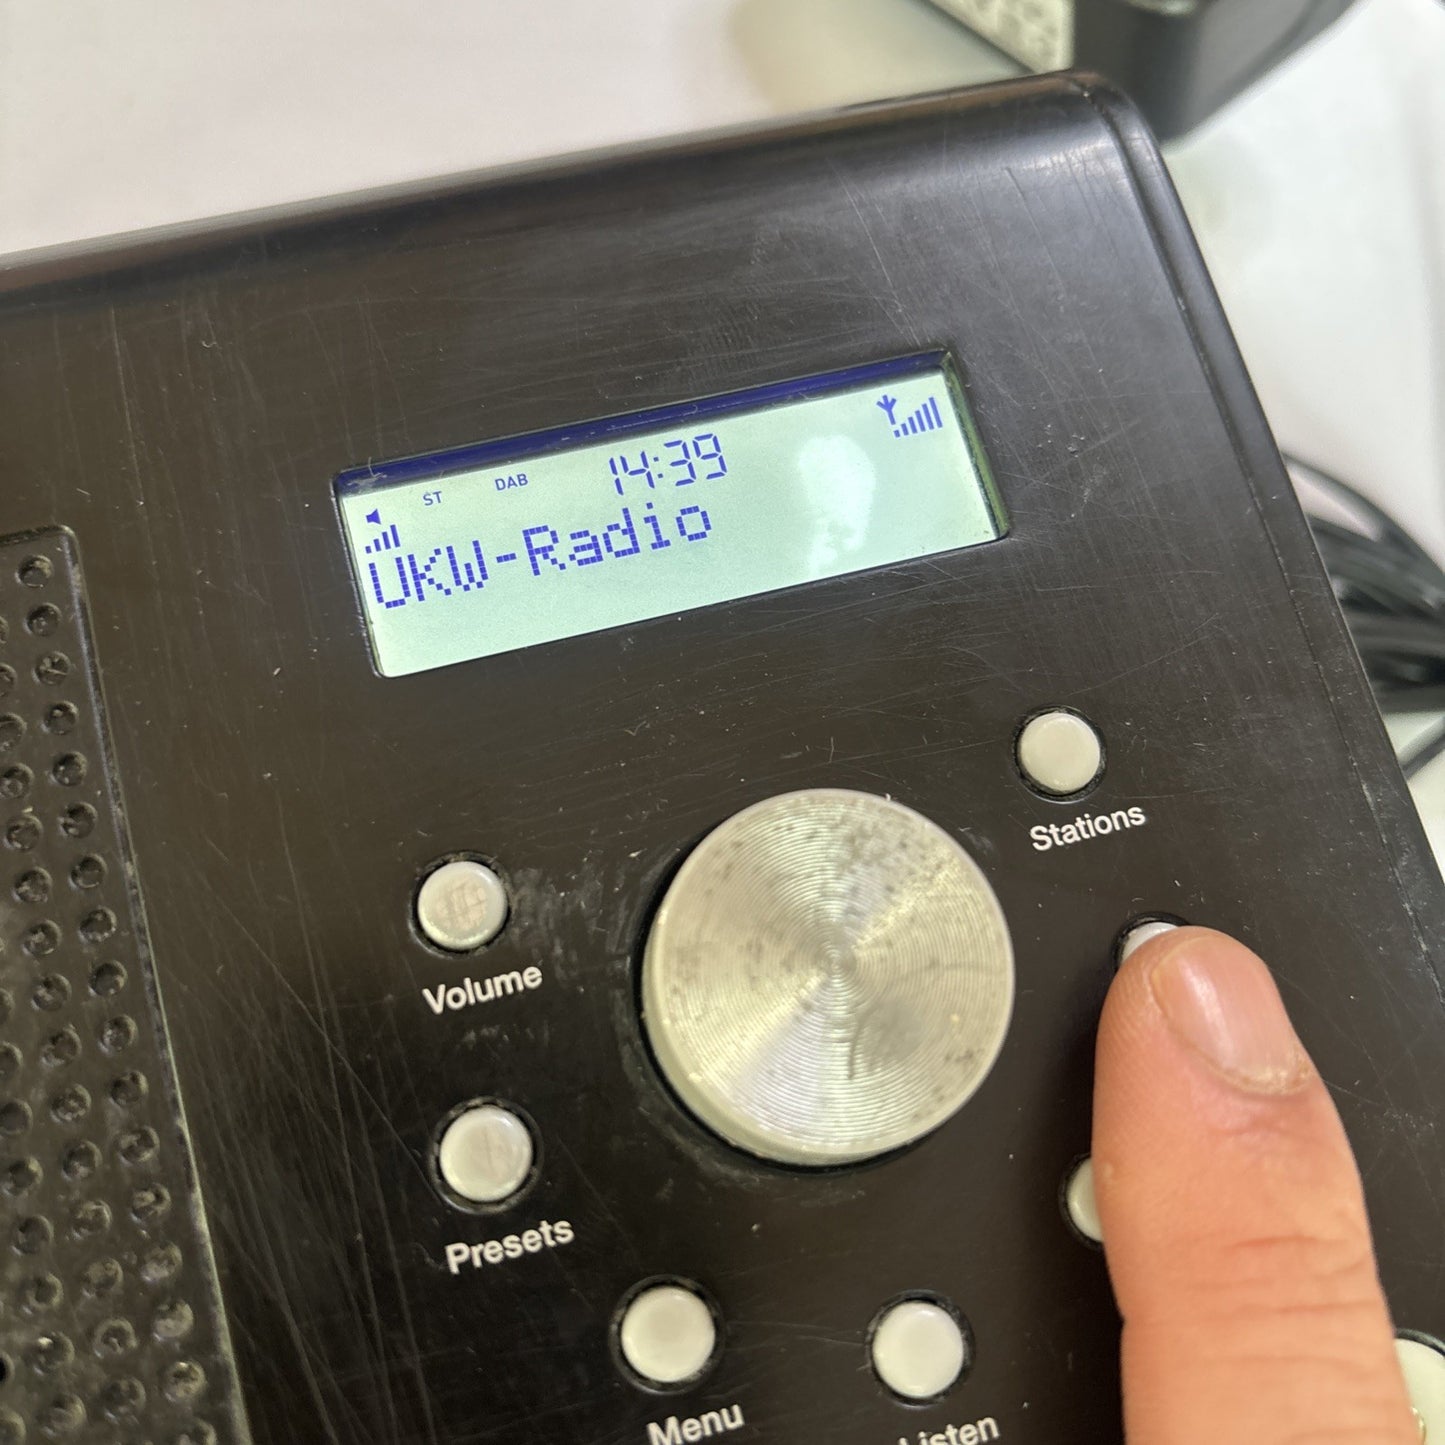 ST DAB 14:39
UKW-Radio
Stations
Volume
Presets
Menu
Listen